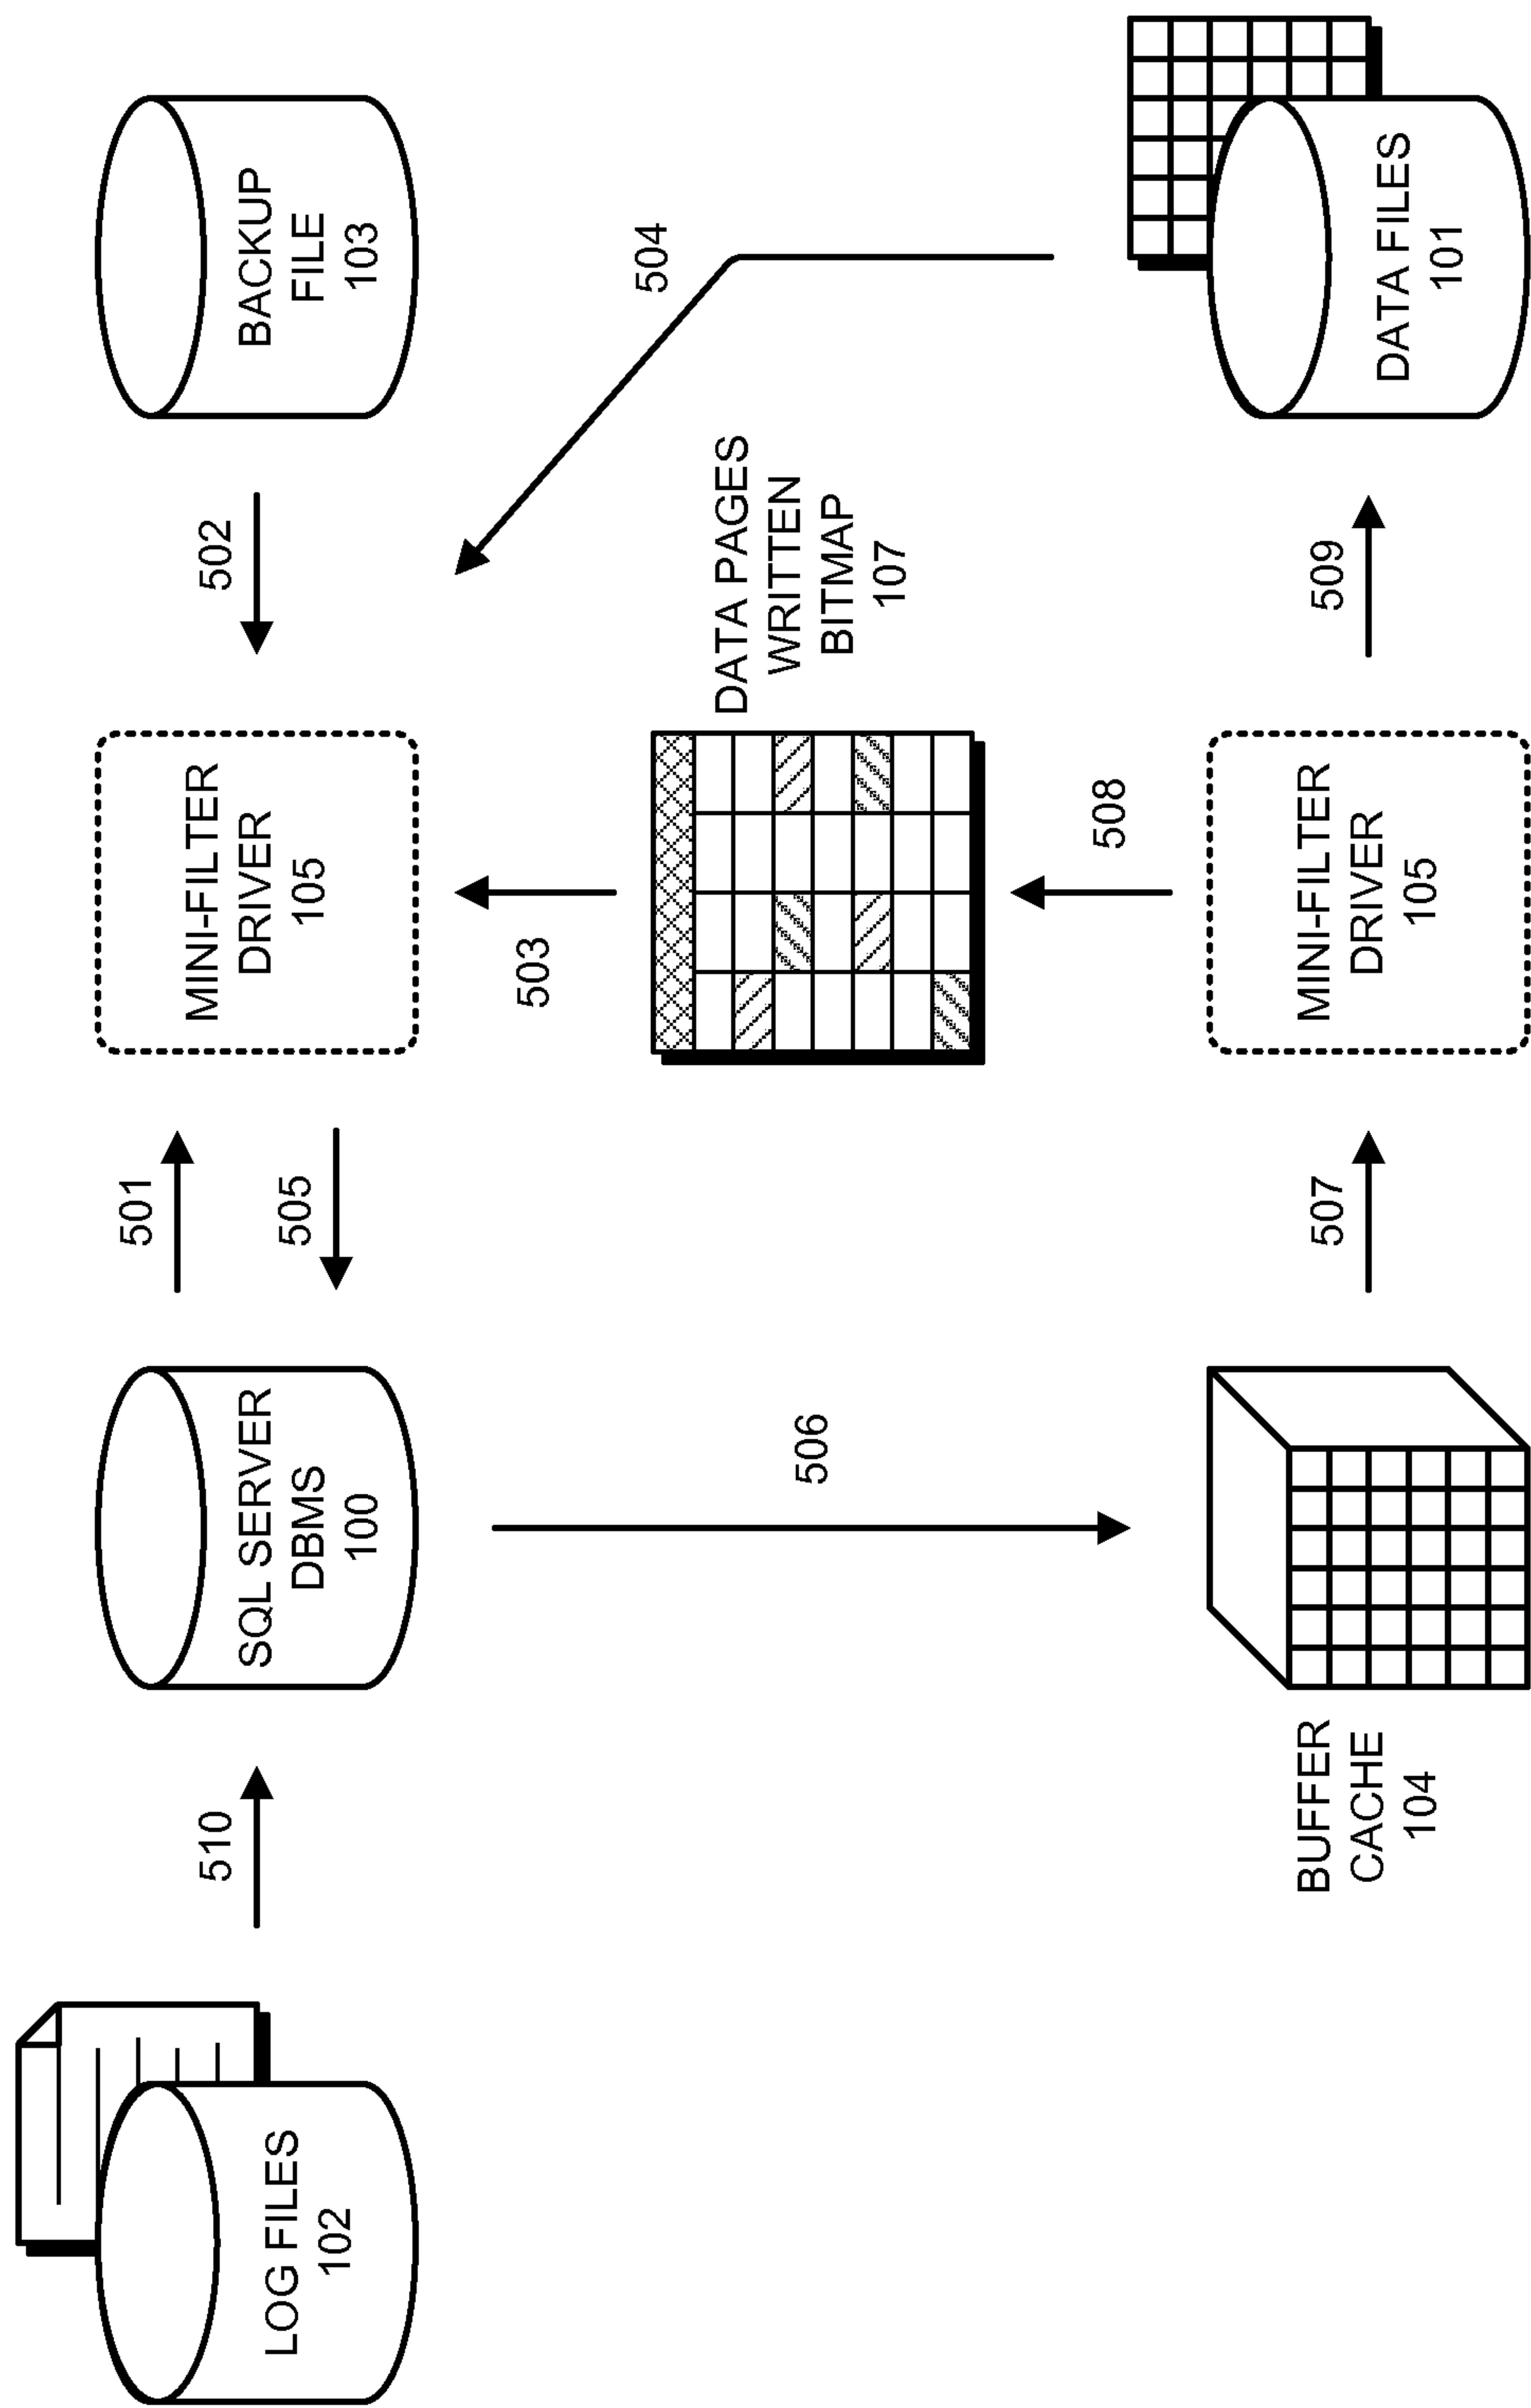 LOG FILES
102
510
SQL SERVER
DBMS
100
501
505
MINI-FILTER
DRIVER
105
502
BACKUP
FILE
103
503
504
506
DATA PAGES
WRITTEN
BITMAP
107
508
BUFFER
CACHE
104
507
MINI-FILTER
DRIVER
105
509
DATA FILES
101